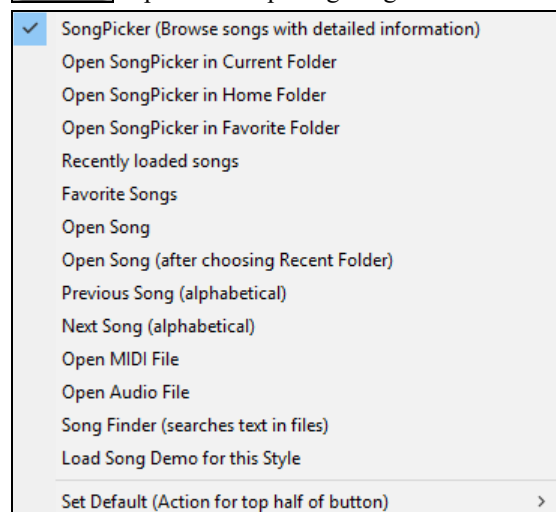 SongPicker (Browse songs with detailed information)
Open SongPicker in Current Folder
Open SongPicker in Home Folder
Open SongPicker in Favorite Folder
Recently loaded songs
Favorite Songs
Open Song
Open Song (after choosing Recent Folder)
Previous Song (alphabetical)
Next Song (alphabetical)
Open MIDI File
Open Audio File
Song Finder (searches text in files)
Load Song Demo for this Style
Set Default (Action for top half of button)